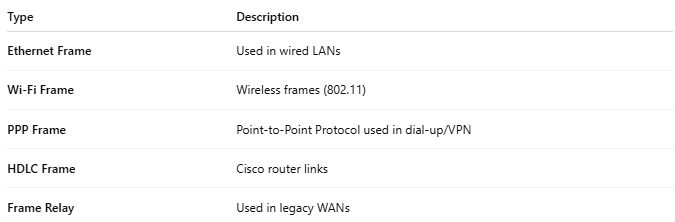 Type Description
Ethernet Frame Used in wired LANs
Wi-Fi Frame Wireless frames (802.11)
PPP Frame Point-to-Point Protocol used in dial-up/VPN
HDLC Frame Cisco router links
Frame Relay Used in legacy WANs